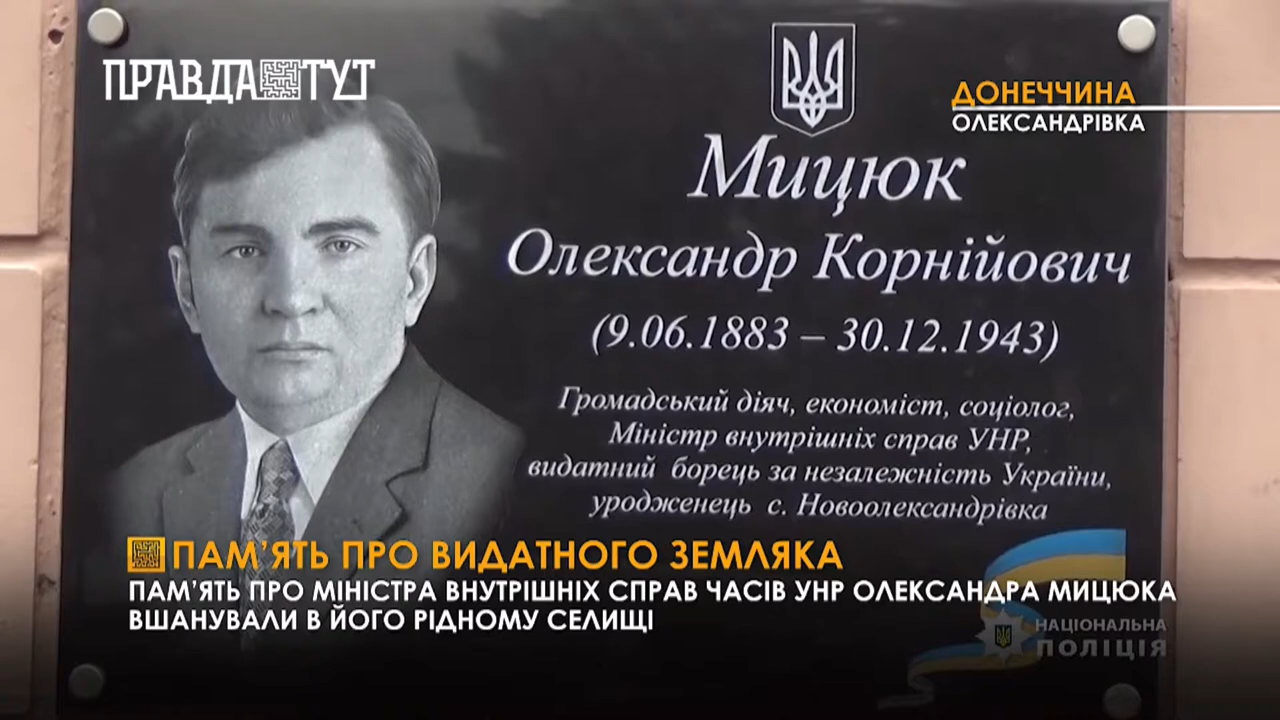 ПРАВДА ТУТ
ДОНЕЧЧИНА
ОЛЕКСАНДРІВКА
Мицюк
Олександр Корнійович
(9.06.1883 – 30.12.1943)
Громадський діяч, економіст, соціолог,
Міністр внутрішніх справ УНР,
видатний борець за незалежність України,
уродженець с. Новоолександрівка
ПАМ’ЯТЬ ПРО ВИДАТНОГО ЗЕМЛЯКА
ПАМ’ЯТЬ ПРО МІНІСТРА ВНУТРІШНІХ СПРАВ ЧАСІВ УНР ОЛЕКСАНДРА МИЦЮКА
ВШАНУВАЛИ В ЙОГО РІДНОМУ СЕЛИЩІ
НАЦІОНАЛЬНА
ПОЛІЦІЯ